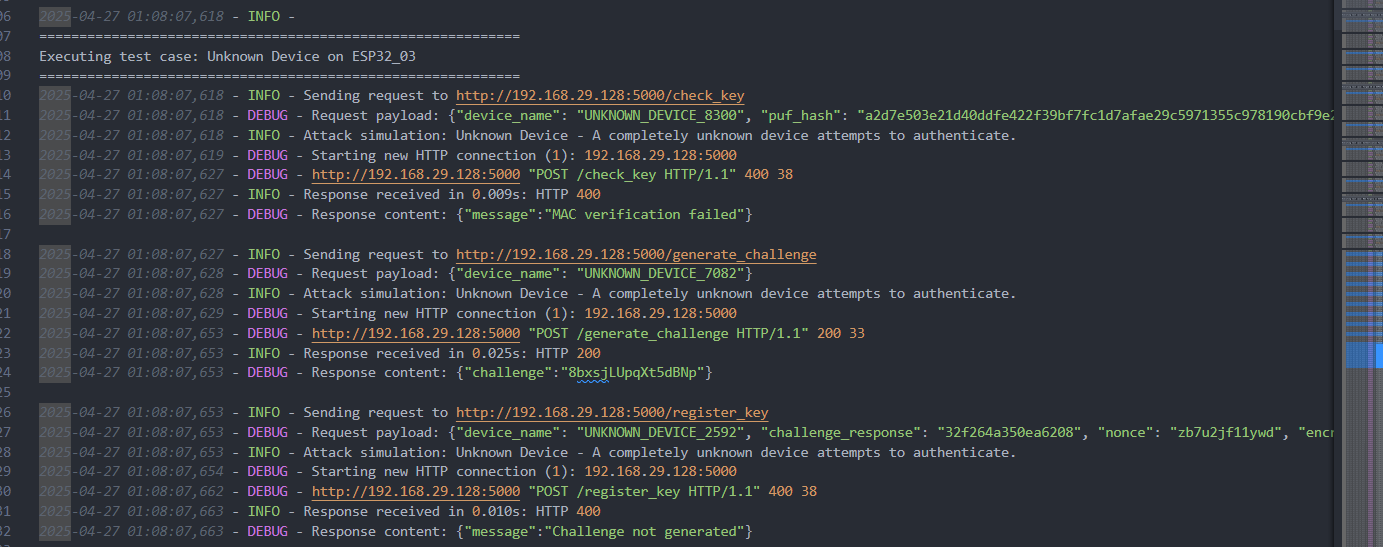 06 2025-04-27 01:08:07,618 - INFO -
07 ============================================================
08 Executing test case: Unknown Device on ESP32_03
09 ============================================================
10 2025-04-27 01:08:07,618 - INFO - Sending request to http://192.168.29.128:5000/check_key
11 2025-04-27 01:08:07,618 - DEBUG - Request payload: {"device_name": "UNKNOWN_DEVICE_8300", "puf_hash": "a2d7e503e21d40ddfe422f39bf7fc1d7afae29c5971355c978190cbf9e2
12 2025-04-27 01:08:07,618 - INFO - Attack simulation: Unknown Device - A completely unknown device attempts to authenticate.
13 2025-04-27 01:08:07,619 - DEBUG - Starting new HTTP connection (1): 192.168.29.128:5000
14 2025-04-27 01:08:07,627 - DEBUG - http://192.168.29.128:5000 "POST /check_key HTTP/1.1" 400 38
15 2025-04-27 01:08:07,627 - INFO - Response received in 0.009s: HTTP 400
16 2025-04-27 01:08:07,627 - DEBUG - Response content: {"message":"MAC verification failed"}
17
18 2025-04-27 01:08:07,627 - INFO - Sending request to http://192.168.29.128:5000/generate_challenge
19 2025-04-27 01:08:07,628 - DEBUG - Request payload: {"device_name": "UNKNOWN_DEVICE_7082"}
20 2025-04-27 01:08:07,628 - INFO - Attack simulation: Unknown Device - A completely unknown device attempts to authenticate.
21 2025-04-27 01:08:07,629 - DEBUG - Starting new HTTP connection (1): 192.168.29.128:5000
22 2025-04-27 01:08:07,653 - DEBUG - http://192.168.29.128:5000 "POST /generate_challenge HTTP/1.1" 200 33
23 2025-04-27 01:08:07,653 - INFO - Response received in 0.025s: HTTP 200
24 2025-04-27 01:08:07,653 - DEBUG - Response content: {"challenge":"8bxsjLUpqXt5dBNp"}
25
26 2025-04-27 01:08:07,653 - INFO - Sending request to http://192.168.29.128:5000/register_key
27 2025-04-27 01:08:07,653 - DEBUG - Request payload: {"device_name": "UNKNOWN_DEVICE_2592", "challenge_response": "32f264a350ea6208", "nonce": "zb7u2jf11ywd", "encr
28 2025-04-27 01:08:07,653 - INFO - Attack simulation: Unknown Device - A completely unknown device attempts to authenticate.
29 2025-04-27 01:08:07,654 - DEBUG - Starting new HTTP connection (1): 192.168.29.128:5000
30 2025-04-27 01:08:07,662 - DEBUG - http://192.168.29.128:5000 "POST /register_key HTTP/1.1" 400 38
31 2025-04-27 01:08:07,663 - INFO - Response received in 0.010s: HTTP 400
32 2025-04-27 01:08:07,663 - DEBUG - Response content: {"message":"Challenge not generated"}